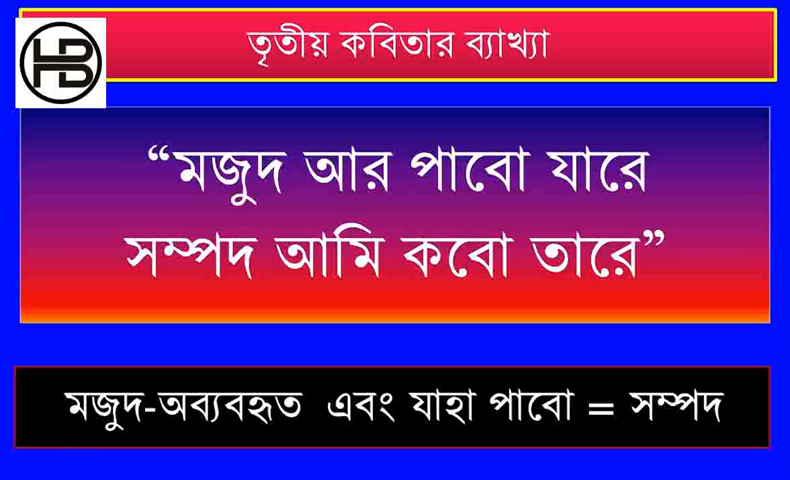 তৃতীয় কবিতার ব্যাখ্যা
“মজুদ আর পাবো যারে
সম্পদ আমি কবো তারে”
মজুদ-অব্যবহৃত এবং যাহা পাবো = সম্পদ